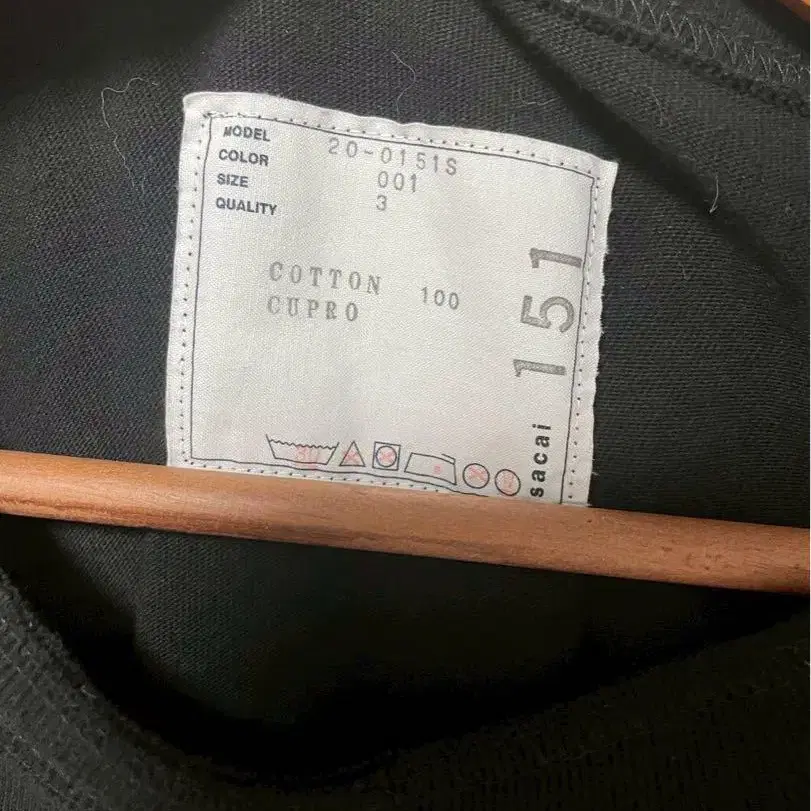 MODEL 20-0151S
COLOR 001
SIZE 3
QUALITY
COTTON 100
CUPRO
151
sacai